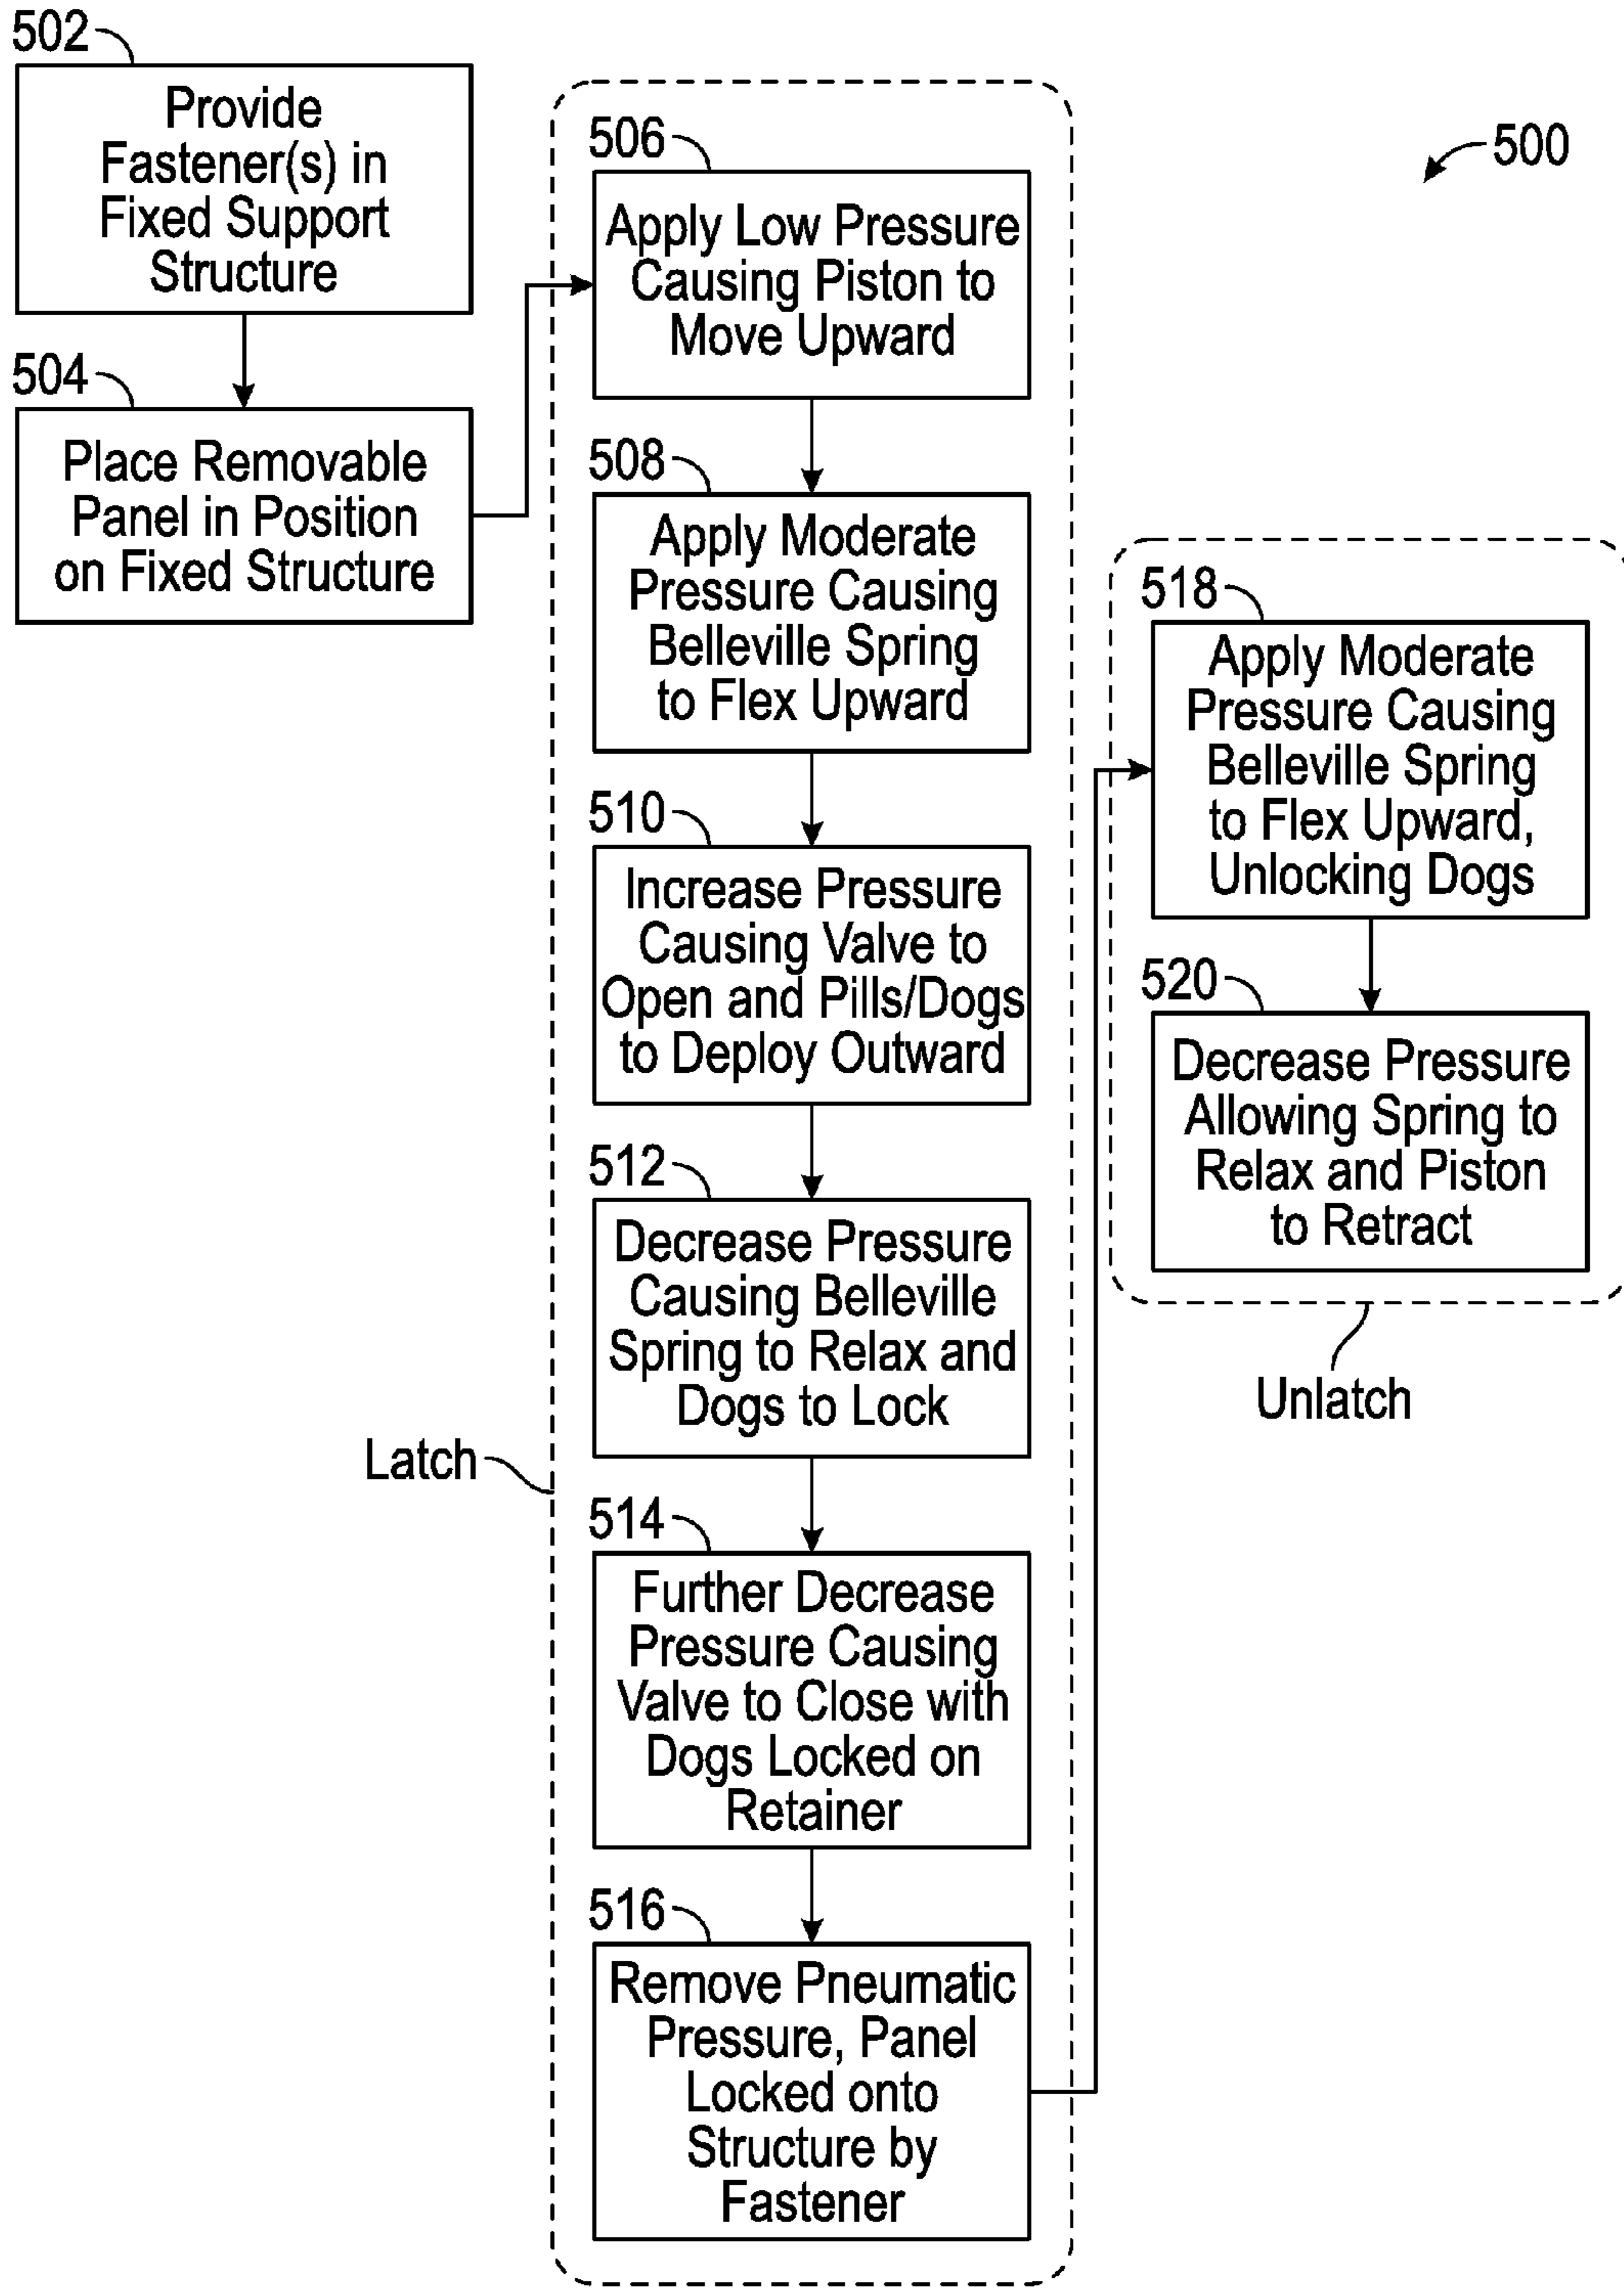 502
Provide
Fastener(s) in
Fixed Support
Structure
504
Place Removable
Panel in Position
on Fixed Structure
506
Apply Low Pressure
Causing Piston to
Move Upward
508
Apply Moderate
Pressure Causing
Belleville Spring
to Flex Upward
510
Increase Pressure
Causing Valve to
Open and Pills/Dogs
to Deploy Outward
512
Decrease Pressure
Causing Belleville
Spring to Relax and
Dogs to Lock
514
Further Decrease
Pressure Causing
Valve to Close with
Dogs Locked on
Retainer
516
Remove Pneumatic
Pressure, Panel
Locked onto
Structure by
Fastener
Latch
500
518
Apply Moderate
Pressure Causing
Belleville Spring
to Flex Upward,
Unlocking Dogs
520
Decrease Pressure
Allowing Spring to
Relax and Piston
to Retract
Unlatch